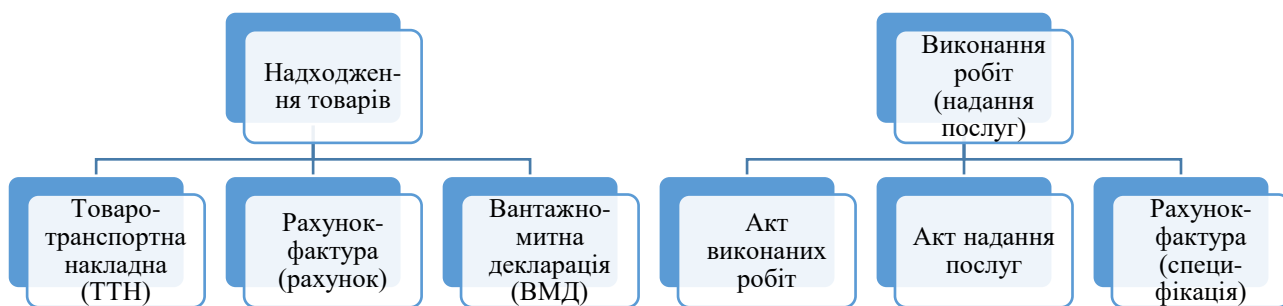 Надходжен-
ня товарів
Виконання
робіт
(надання
послуг)
Товаро-
транспортна
накладна
(ТТН)
Рахунок-
фактура
(рахунок)
Вантажно-
митна
декларація
(ВМД)
Акт
виконаних
робіт
Акт надання
послуг
Рахунок-
фактура
(специ-
фікація)